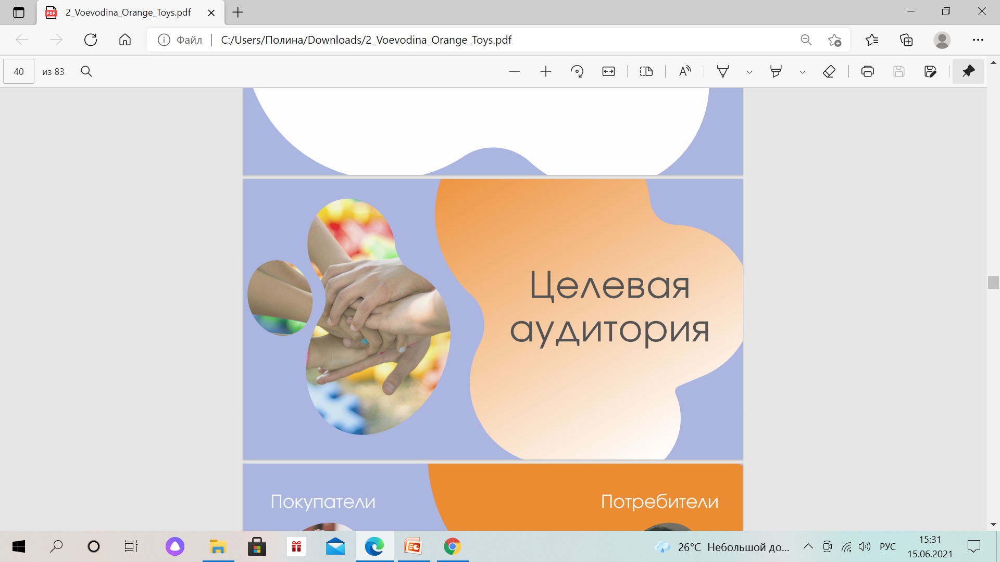 PDF
2_Voevodina_Orange_Toys.pdf
Файл
C:/Users/Полина/Downloads/2_Voevodina_Orange_Toys.pdf
40
из 83
Целевая
аудитория
Покупатели
Потребители
26°C Небольшой до...
РУС
15:31
15.06.2021